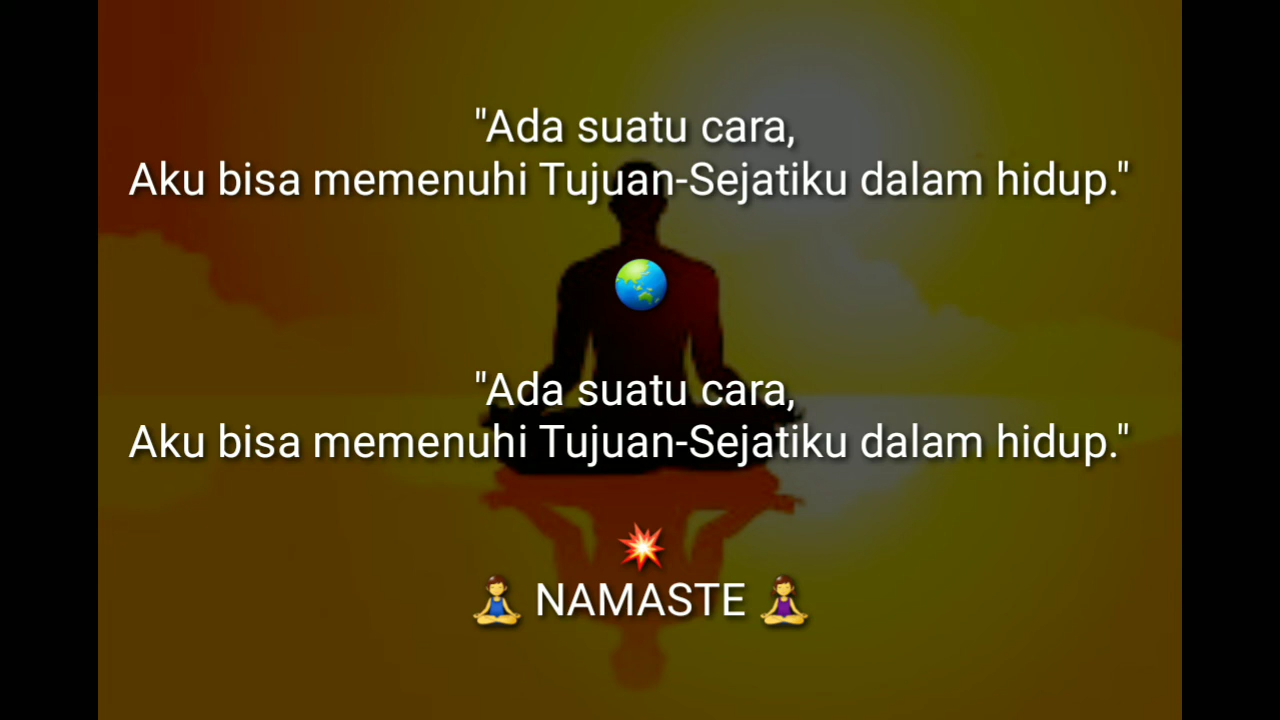 "Ada suatu cara,
Aku bisa memenuhi Tujuan-Sejatiku dalam hidup."
🌏
"Ada suatu cara,
Aku bisa memenuhi Tujuan-Sejatiku dalam hidup."
💥
🧘‍♂️ NAMASTE 🧘‍♀️